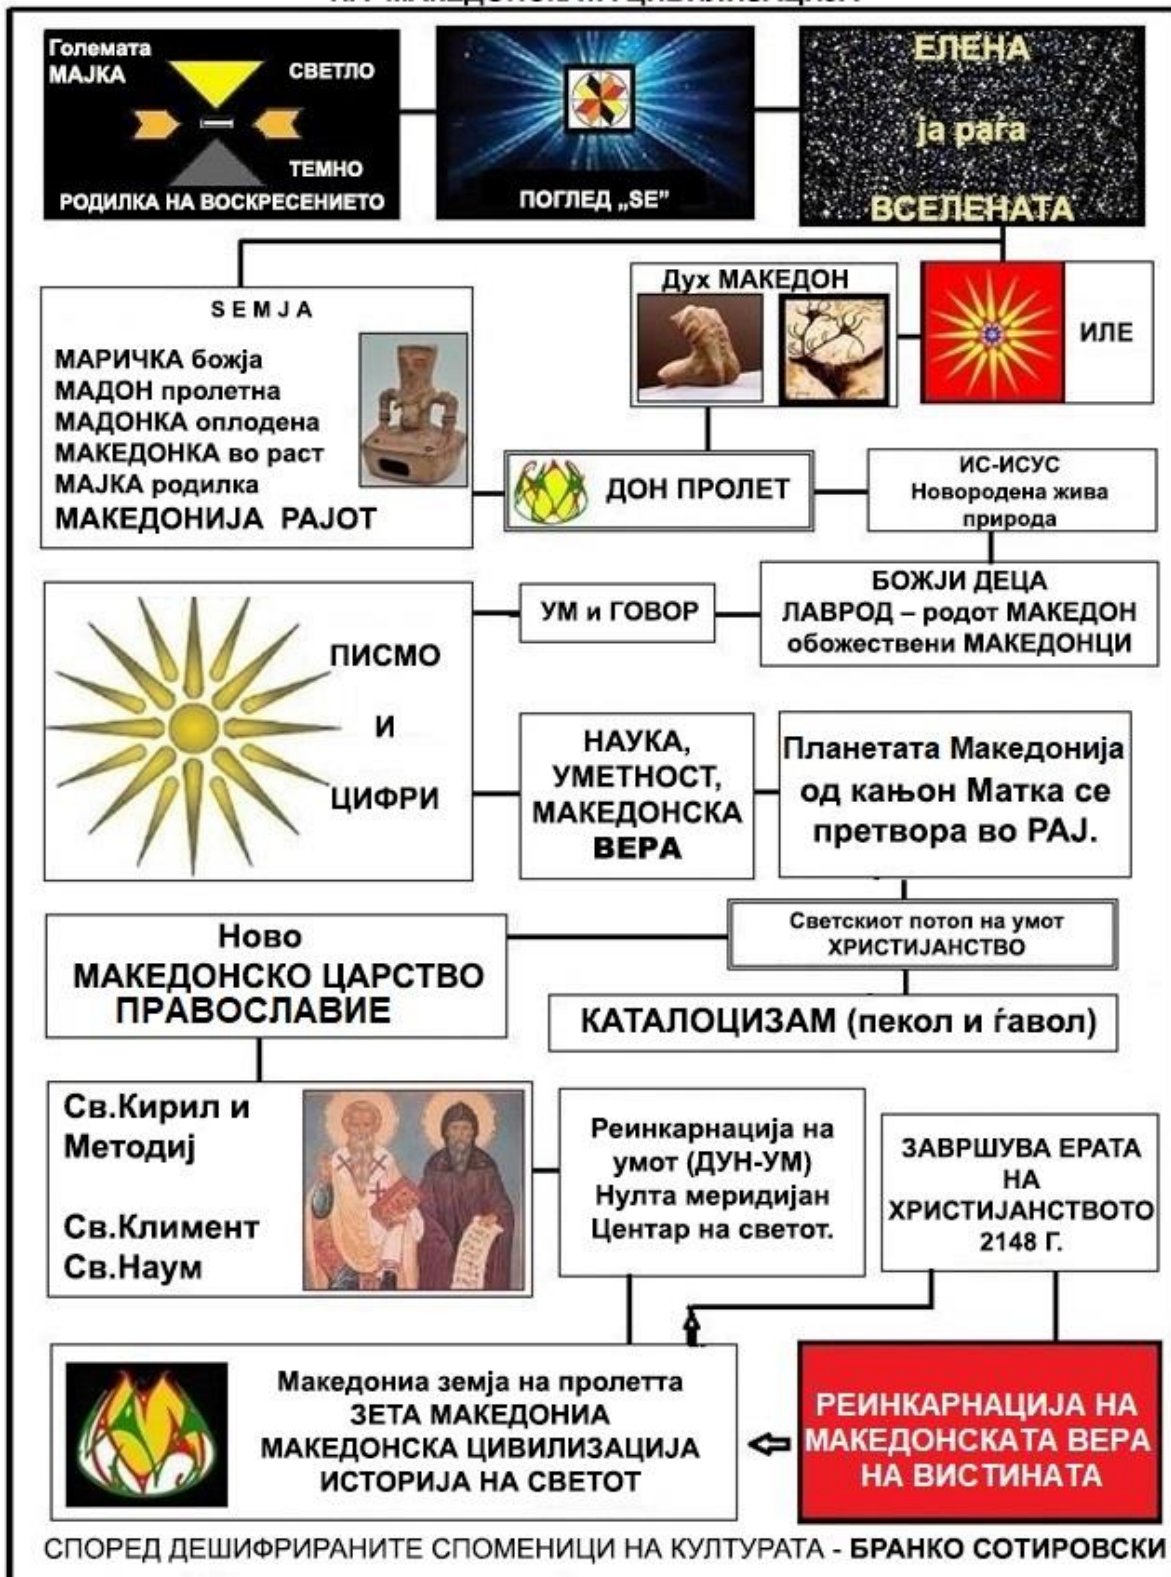 Големата
МАЈКА
СВЕТЛО
ТЕМНО
РОДИЛКА НА ВОСКРЕСЕНИЕТО
ПОГЛЕД „SE”
ЕЛЕНА
ја раѓа
ВСЕЛЕНАТА
Ѕ Е М Ј А
МАРИЧКА божја
МАДОН пролетна
МАДОНКА оплодена
МАКЕДОНКА во раст
МАЈКА родилка
МАКЕДОНИЈА РАЈОТ
Дух МАКЕДОН
ИЛЕ
ДОН ПРОЛЕТ
ИС-ИСУС
Новородена жива
природа
БОЖЈИ ДЕЦА
ЛАВРОД – родот МАКЕДОН
обожествени МАКЕДОНЦИ
УМ и ГОВОР
ПИСМО
И
ЦИФРИ
НАУКА,
УМЕТНОСТ,
МАКЕДОНСКА
ВЕРА
Планетата Македонија
од кањон Матка се
претвора во РАЈ.
Светскиот потоп на умот
ХРИСТИЈАНСТВО
Ново
МАКЕДОНСКО ЦАРСТВО
ПРАВОСЛАВИЕ
КАТАЛОЦИЗАМ (пекол и ѓавол)
Св.Кирил и
Методиј
Св.Климент
Св.Наум
Реинкарнација на
умот (ДУН-УМ)
Нулта меридијан
Центар на светот.
ЗАВРШУВА ЕРАТА
НА
ХРИСТИЈАНСТВОТО
2148 Г.
Македониа земја на пролетта
ЗЕТА МАКЕДОНИА
МАКЕДОНСКА ЦИВИЛИЗАЦИЈА
ИСТОРИЈА НА СВЕТОТ
РЕИНКАРНАЦИЈА НА
МАКЕДОНСКАТА ВЕРА
НА ВИСТИНАТА
СПОРЕД ДЕШИФРИРАНИТЕ СПОМЕНИЦИ НА КУЛТУРАТА - БРАНКО СОТИРОВСКИ